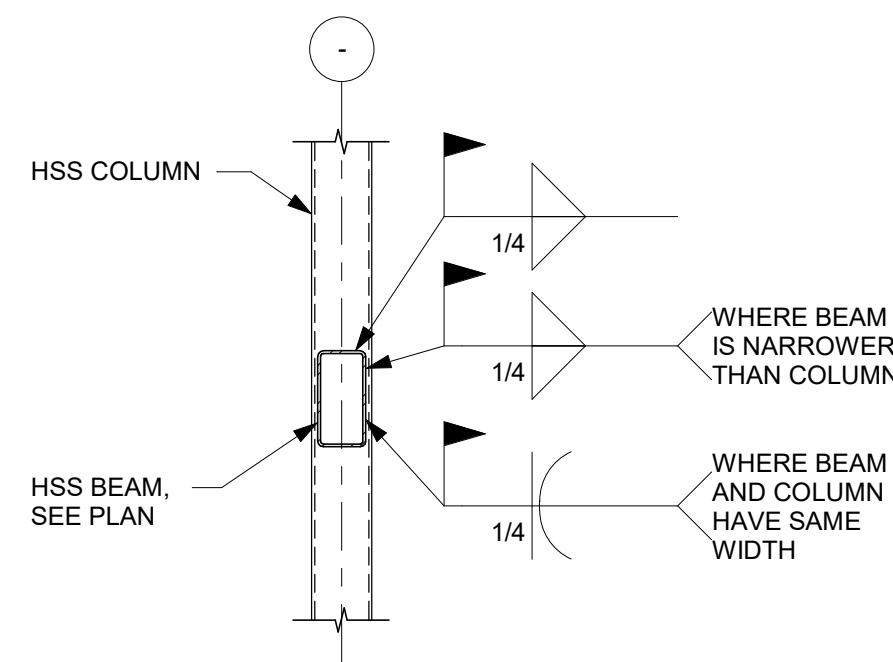 -
HSS COLUMN
1/4
1/4
WHERE BEAM
IS NARROWER
THAN COLUMN
HSS BEAM,
SEE PLAN
1/4
WHERE BEAM
AND COLUMN
HAVE SAME
WIDTH